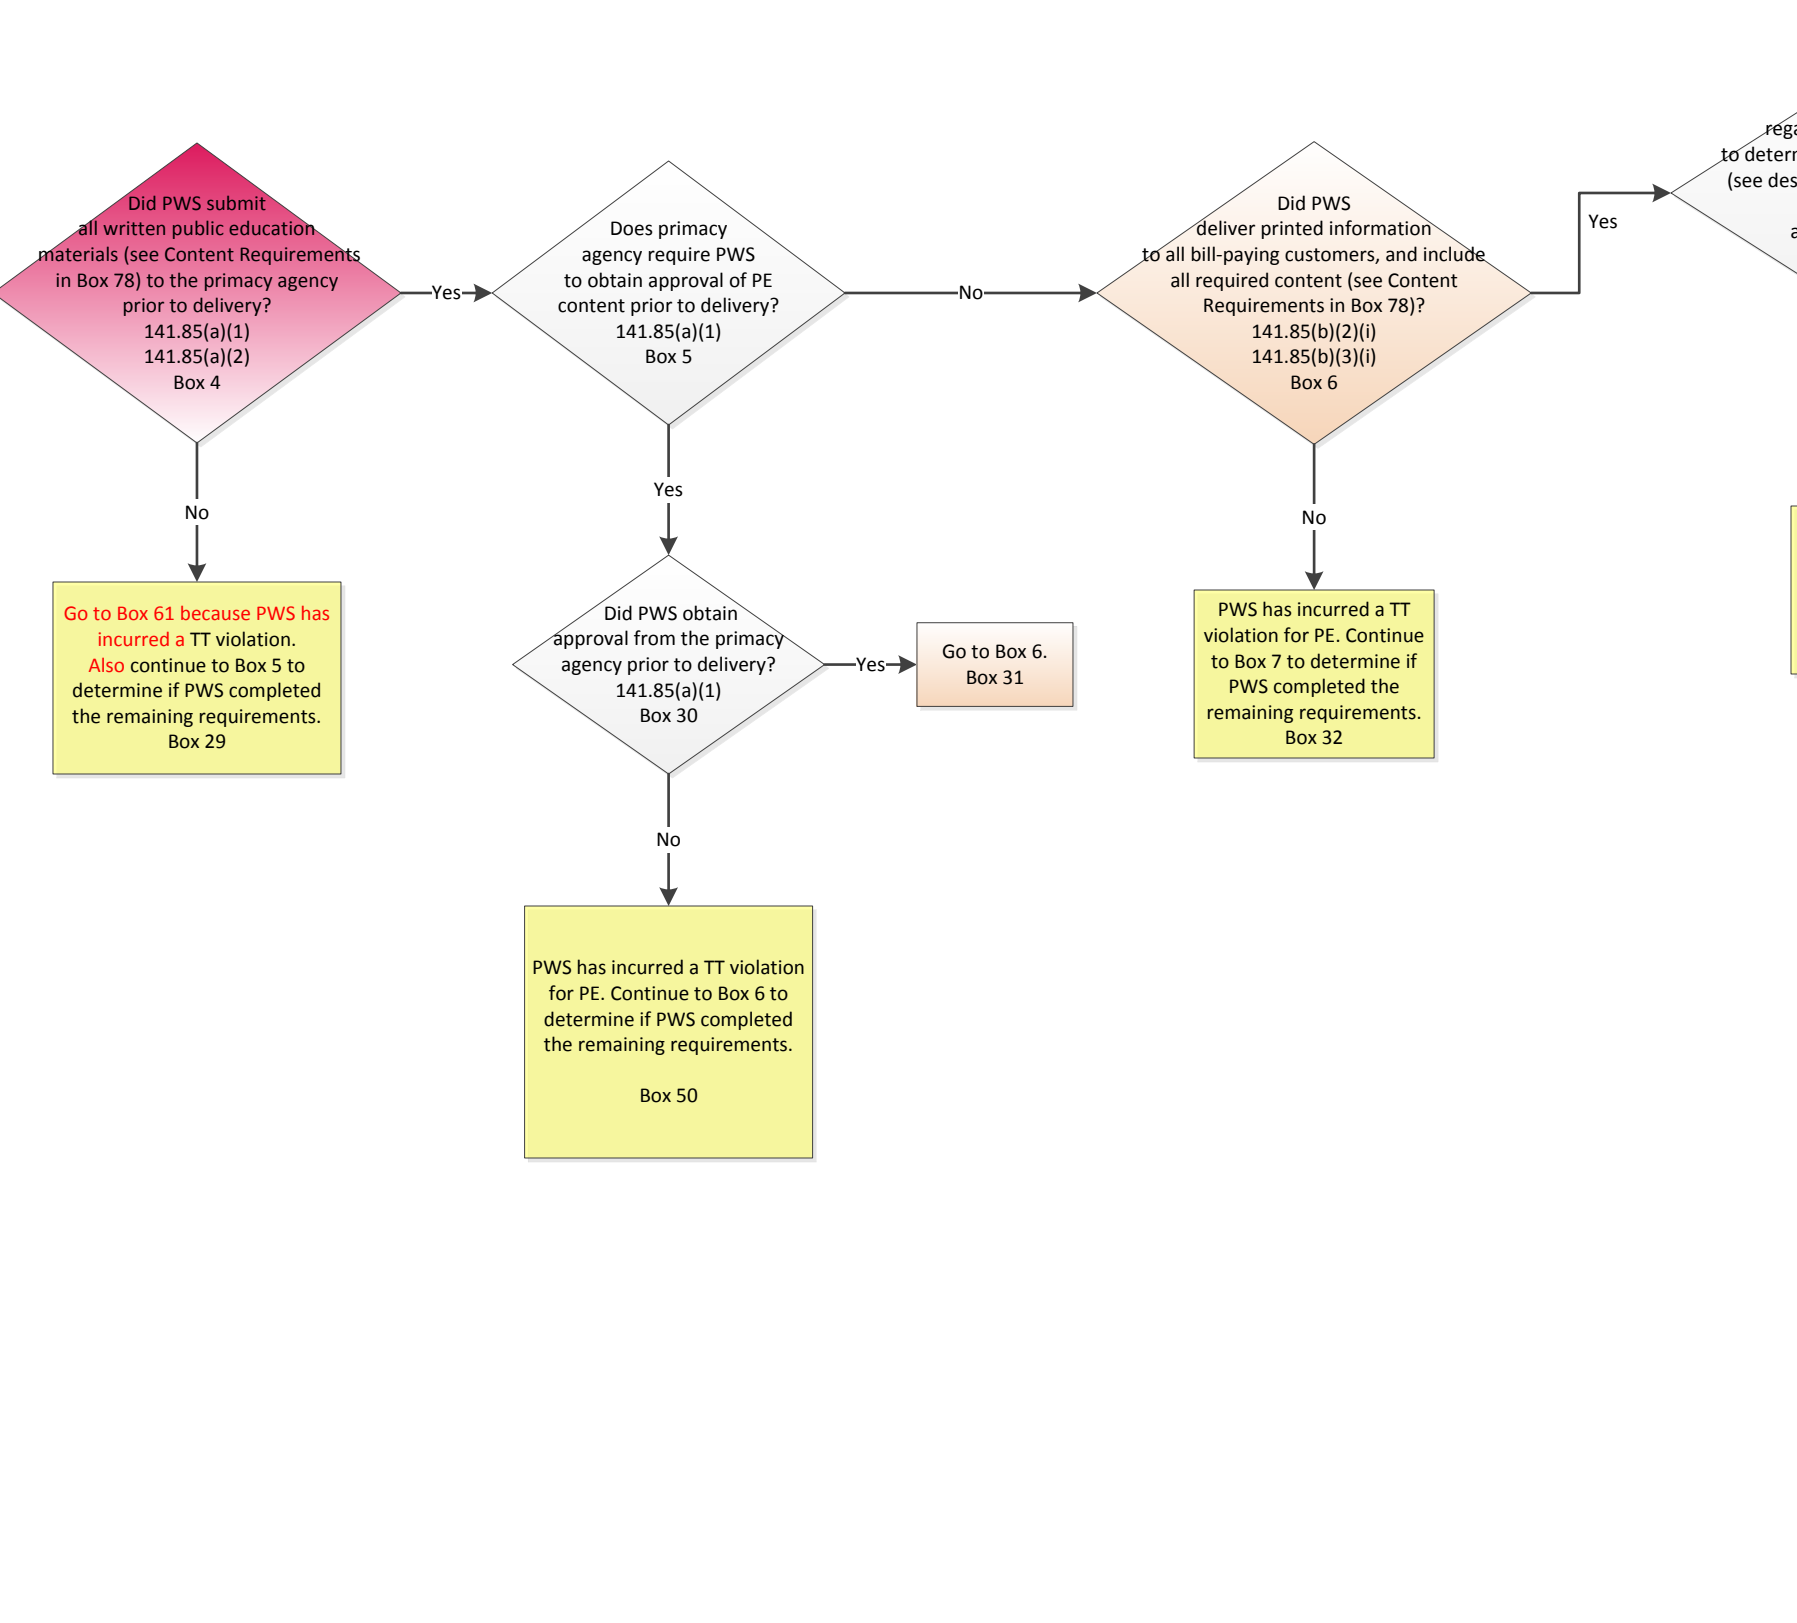 Did PWS submit
all written public education
materials (see Content Requirements
in Box 78) to the primacy agency
prior to delivery?
141.85(a)(1)
141.85(a)(2)
Box 4
Yes
No
Go to Box 61 because PWS has
incurred a TT violation.
Also continue to Box 5 to
determine if PWS completed
the remaining requirements.
Box 29
Does primacy
agency require PWS
to obtain approval of PE
content prior to delivery?
141.85(a)(1)
Box 5
No
Yes
Did PWS obtain
approval from the primacy
agency prior to delivery?
141.85(a)(1)
Box 30
Yes
Go to Box 6.
Box 31
No
PWS has incurred a TT violation
for PE. Continue to Box 6 to
determine if PWS completed
the remaining requirements.
Box 50
Did PWS
deliver printed information
to all bill-paying customers, and include
all required content (see Content
Requirements in Box 78)?
141.85(b)(2)(i)
141.85(b)(3)(i)
Box 6
Yes
No
PWS has incurred a TT
violation for PE. Continue
to Box 7 to determine if
PWS completed the
remaining requirements.
Box 32
to
(see